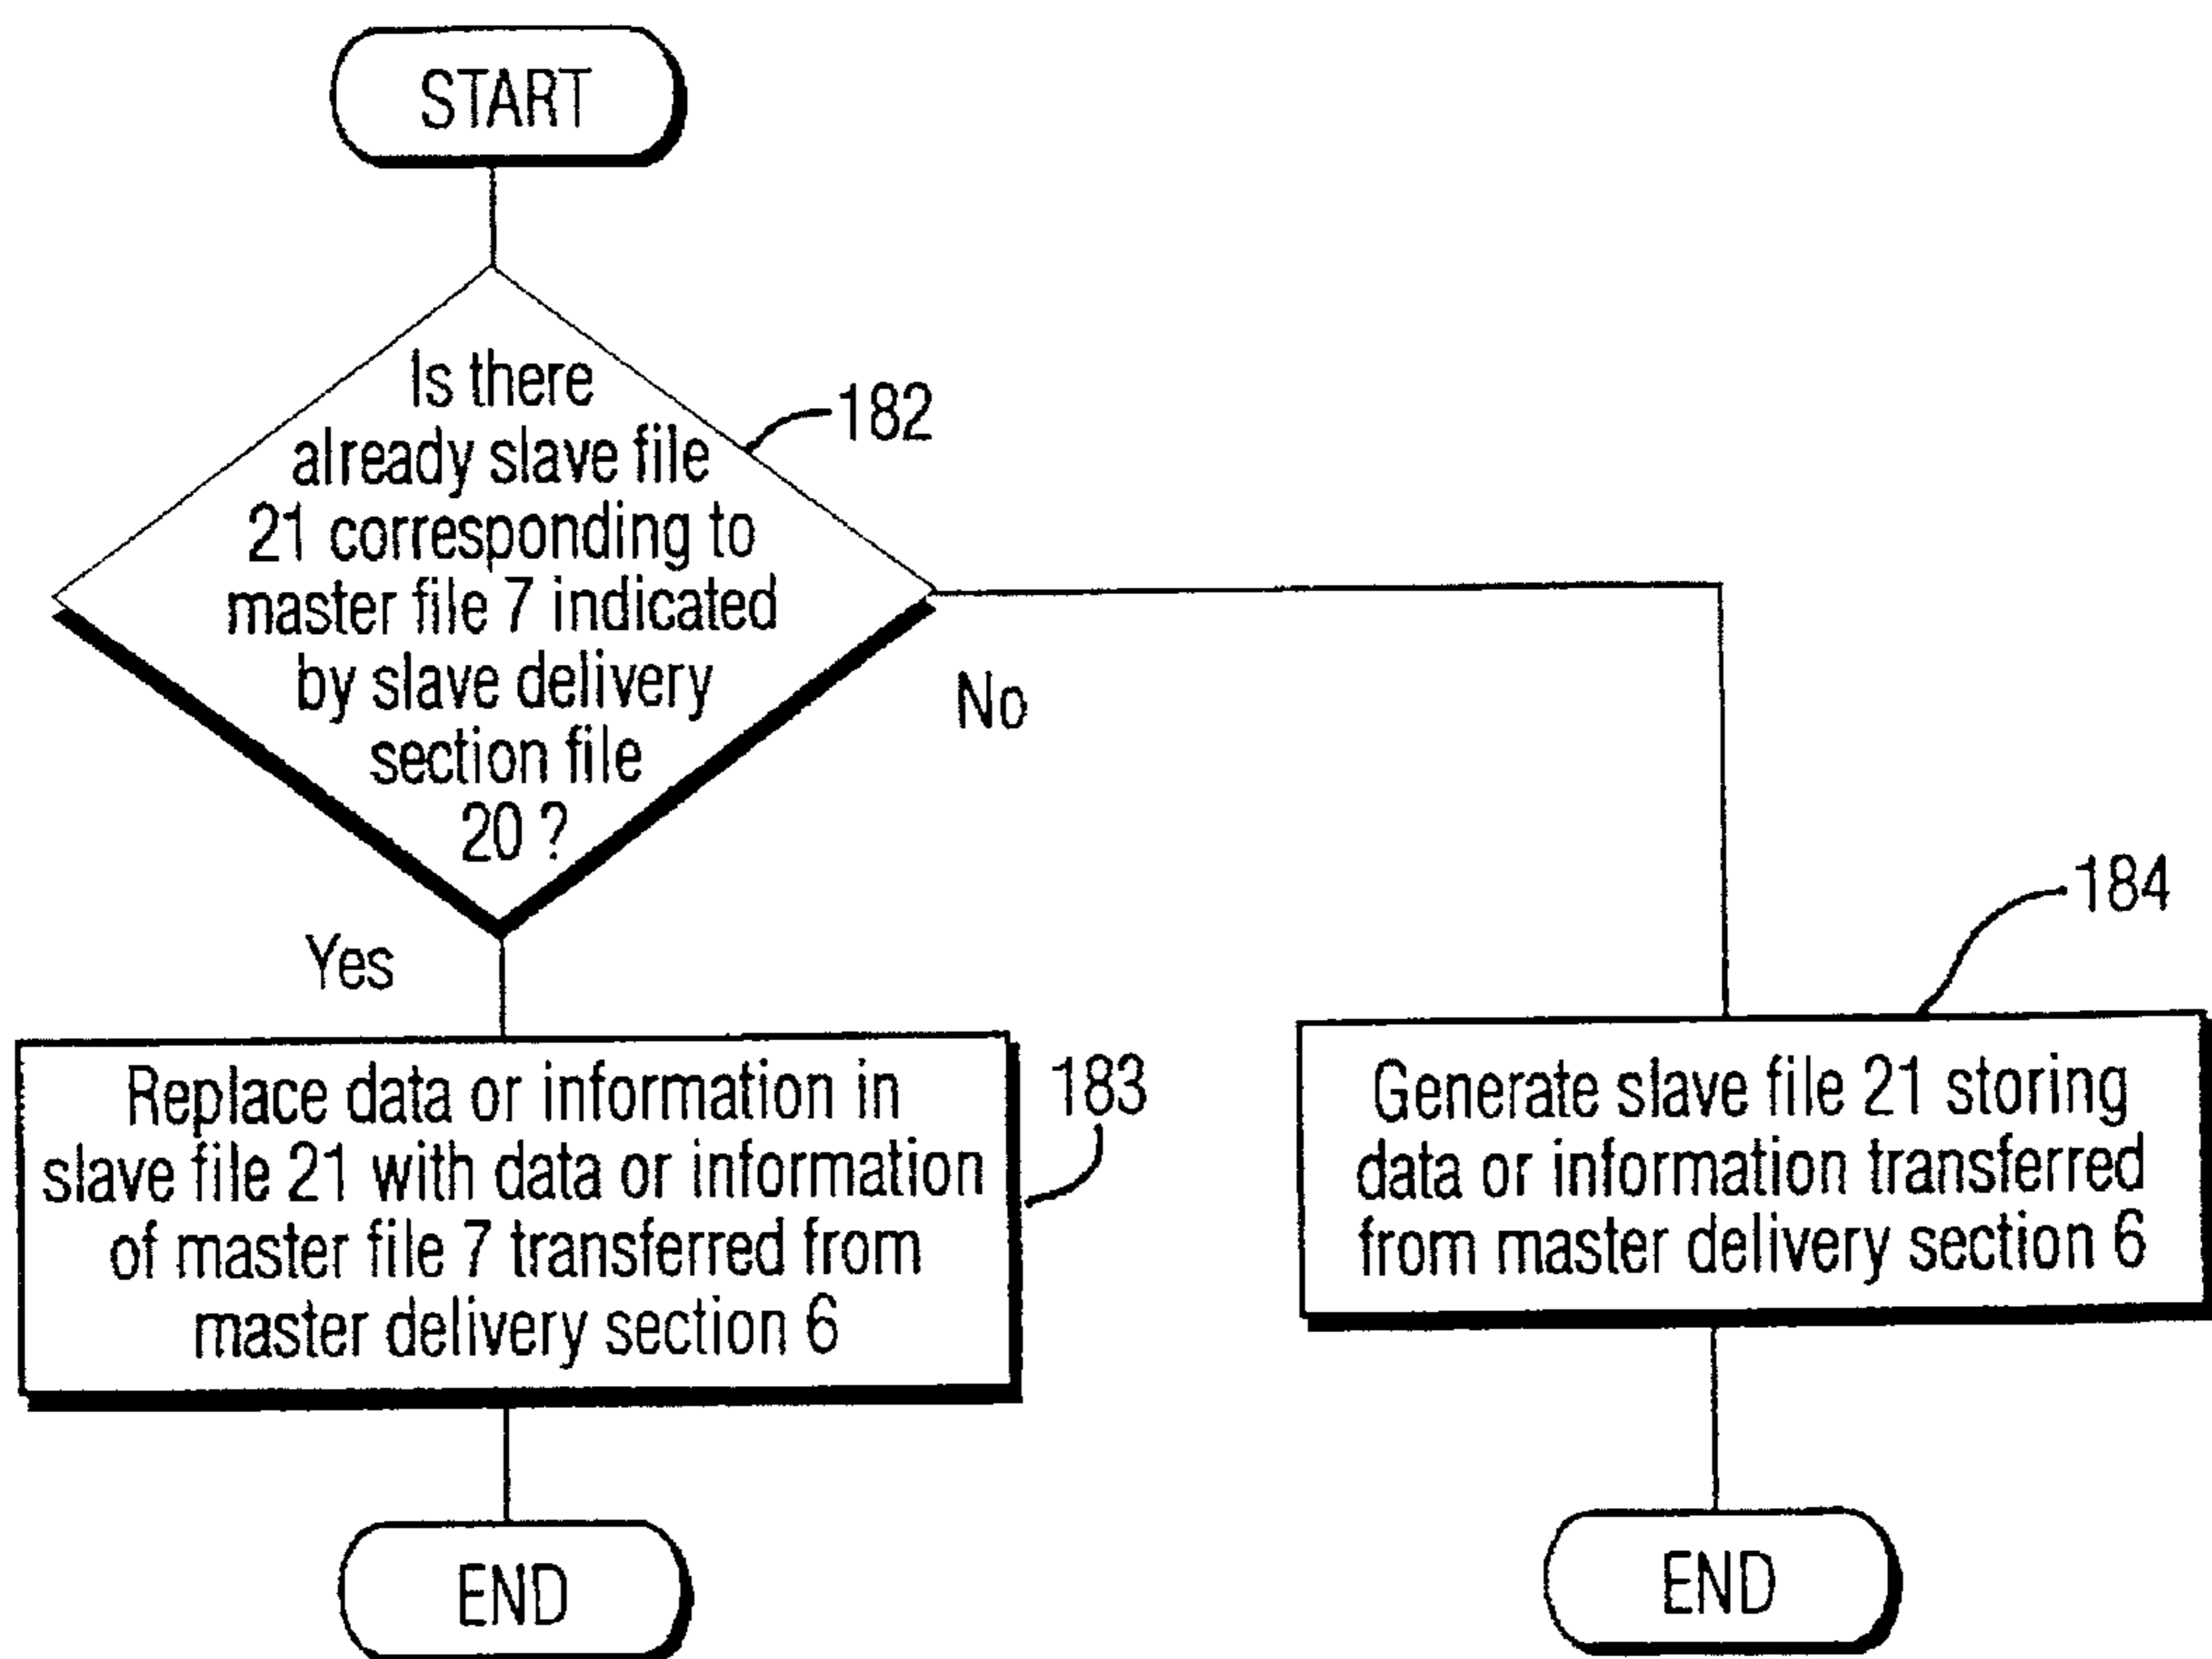 START
Is there
already slave file
21 corresponding to
master file 7 indicated
by slave delivery
section file
20 ?
182
No
Yes
Replace data or information in
slave file 21 with data or information
of master file 7 transferred from
master delivery section 6
183
END
184
Generate slave file 21 storing
data or information transferred
from master delivery section 6
END